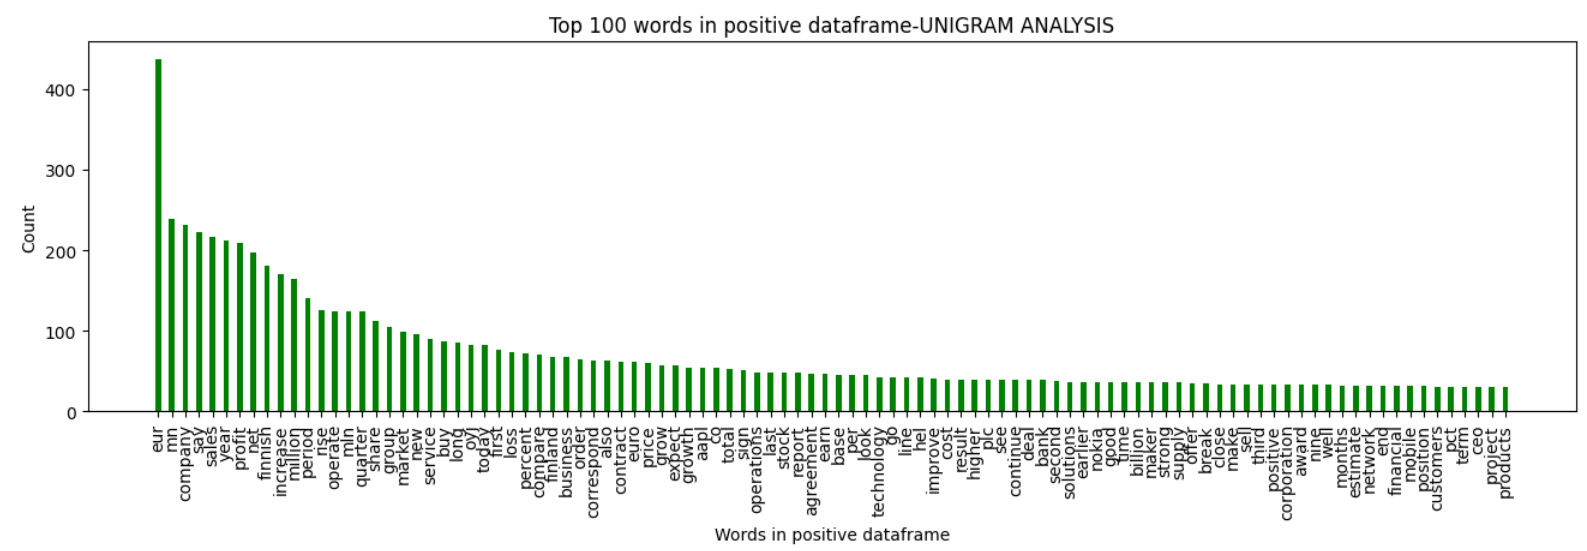 Top 100 words in positive dataframe-UNIGRAM ANALYSIS
Count
400
300
200
100
0
eur
mn
company
say
sales
year
profit
net
finnish
increase
million
period
rise
operate
mln
quarter
share
group
market
new
service
buy
long
oyj
today
first
loss
percent
compare
finland
business
order
correspond
also
contract
euro
price
grow
expect
growth
aapl
co
total
sign
operations
last
stock
report
agreement
earn
base
per
look
technology
go
line
hel
improve
cost
result
higher
plc
see
continue
deal
bank
second
solutions
earlier
nokia
good
time
billion
maker
strong
supply
offer
break
close
make
sell
third
positive
corporation
award
nine
well
months
estimate
network
end
financial
mobile
position
customers
pct
term
ceo
project
products
Words in positive dataframe